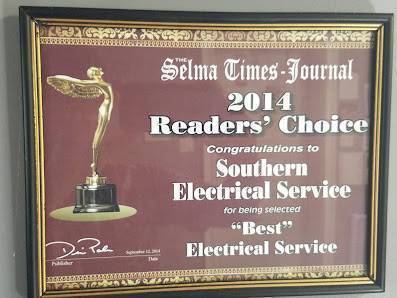 THE
Selma Times-Journal
2014
Readers' Choice
Congratulations to
Southern
Electrical Service
for being selected
"Best"
Electrical Service
September 12, 2014
Publisher
Date